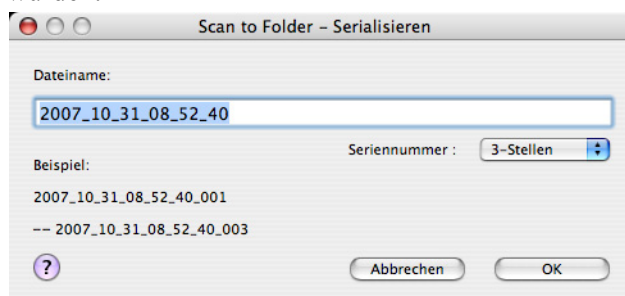 Scan to Folder – Serialisieren
Dateiname:
2007_10_31_08_52_40
Seriennummer : 3-Stellen
Beispiel:
2007_10_31_08_52_40_001
-- 2007_10_31_08_52_40_003
? Abbrechen OK